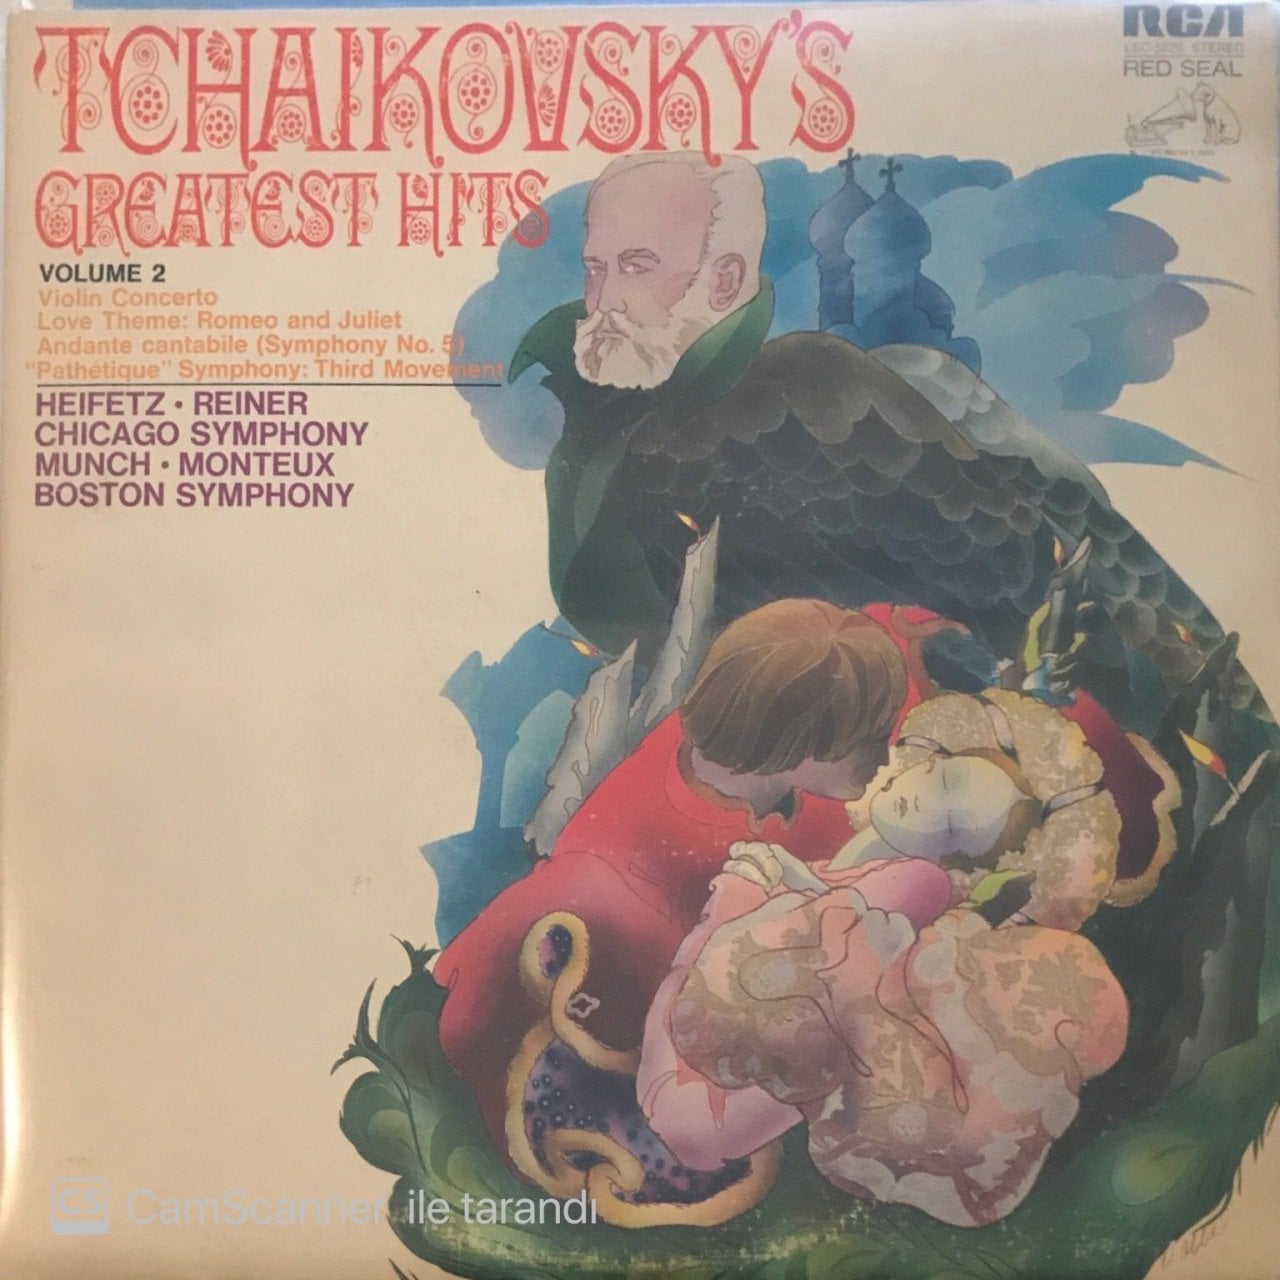 TCHAIKOVSKY'S
GREATEST HITS
VOLUME 2
Violin Concerto
Love Theme: Romeo and Juliet
Andante cantabile (Symphony No. 5)
"Pathétique" Symphony: Third Movement
HEIFETZ • REINER
CHICAGO SYMPHONY
MUNCH • MONTEUX
BOSTON SYMPHONY
RCA
STEREO
RED SEAL
CS CamScanner ile tarandı